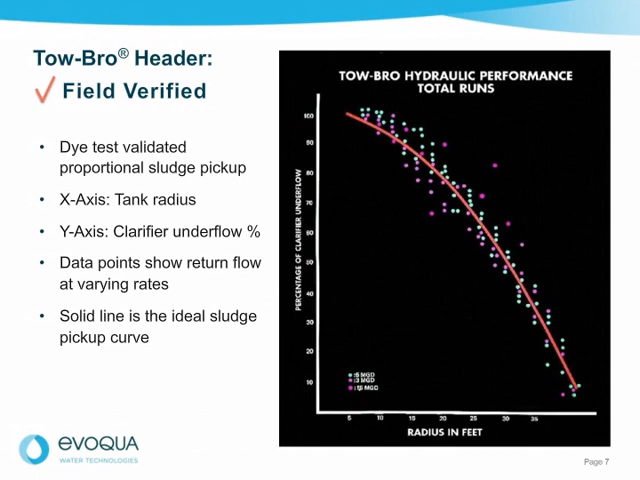 Tow-Bro® Header:
Field Verified
• Dye test validated
proportional sludge pickup
• X-Axis: Tank radius
• Y-Axis: Clarifier underflow %
• Data points show return flow
at varying rates
• Solid line is the ideal sludge
pickup curve
TOW-BRO HYDRAULIC PERFORMANCE
TOTAL RUNS
PERCENTAGE OF CLARIFIER UNDERFLOW
100
90
80
70
60
50
40
30
20
10
MGD
MGD
MGD
5 10 15 20 25 30 35
RADIUS IN FEET
evoqua
WATER TECHNOLOGIES
Page 7